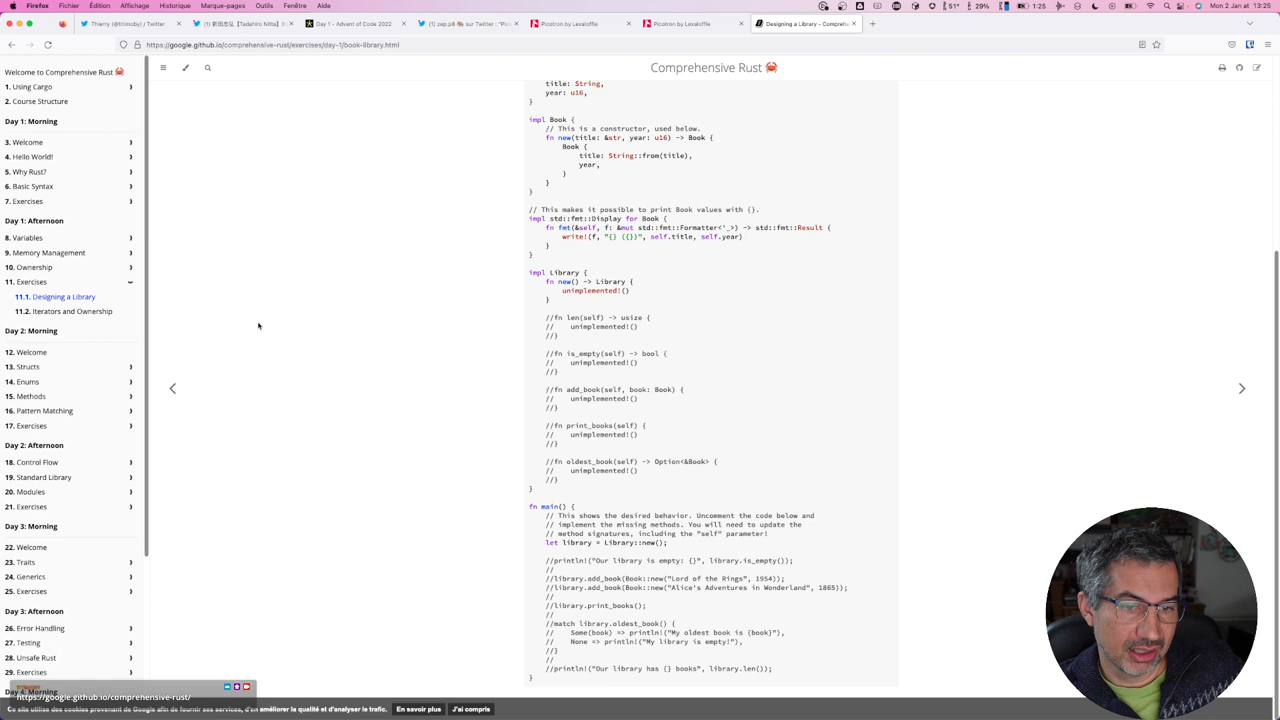 Firefox Fichier Édition Affichage Historique Marque-pages Outils Fenêtre Aide
51° 21% 1:25 Mon 2 Jan 13:25
Thierry (@titimoby) / Twitter
Day 1 - Advent of Code 2022
Picotron by Lexaloffle
Picotron by Lexaloffle
Designing a Library - Comprehe
https://google.github.io/comprehensive-rust/exercises/day-1/book-library.html
Comprehensive Rust 🦀
Welcome to Comprehensive Rust 🦀
1. Using Cargo
2. Course Structure
Day 1: Morning
3. Welcome
4. Hello World!
5. Why Rust?
6. Basic Syntax
7. Exercises
Day 1: Afternoon
8. Variables
9. Memory Management
10. Ownership
11. Exercises
11.1. Designing a Library
11.2. Iterators and Ownership
Day 2: Morning
12. Welcome
13. Structs
14. Enums
15. Methods
16. Pattern Matching
17. Exercises
Day 2: Afternoon
18. Control Flow
19. Standard Library
20. Modules
21. Exercises
Day 3: Morning
22. Welcome
23. Traits
24. Generics
25. Exercises
Day 3: Afternoon
26. Error Handling
27. Testing
28. Unsafe Rust
29. Exercises
Day 4: Morning
title: String,
year: u16,
}
impl Book {
// This is a constructor, used below.
fn new(title: &str, year: u16) -> Book {
Book {
title: String::from(title),
year,
}
}
}
// This makes it possible to print Book values with {}.
impl std::fmt::Display for Book {
fn fmt(&self, f: &mut std::fmt::Formatter<'_>) -> std::fmt::Result {
write!(f, "{} ({})", self.title, self.year)
}
}
impl Library {
fn new() -> Library {
unimplemented!()
}
//fn len(self) -> usize {
// unimplemented!()
//}
//fn is_empty(self) -> bool {
// unimplemented!()
//}
//fn add_book(self, book: Book) {
// unimplemented!()
//}
//fn print_books(self) {
// unimplemented!()
//}
//fn oldest_book(self) -> Option<&Book> {
// unimplemented!()
//}
}
fn main() {
// This shows the desired behavior. Uncomment the code below and
// implement the missing methods. You will need to update the
// method signatures, including the "self" parameter!
let library = Library::new();
//println!("Our library is empty: {}", library.is_empty());
//
//library.add_book(Book::new("Lord of the Rings", 1954));
//library.add_book(Book::new("Alice's Adventures in Wonderland", 1865));
//
//library.print_books();
//
//match library.oldest_book() {
// Some(book) => println!("My oldest book is {book}"),
// None => println!("My library is empty!"),
//}
//
//println!("Our library has {} books", library.len());
}
https://google.github.io/comprehensive-rust/
Ce site utilise des cookies provenant de Google afin de fournir ses services, d'en améliorer la qualité et d'analyser le trafic. En savoir plus J'ai compris